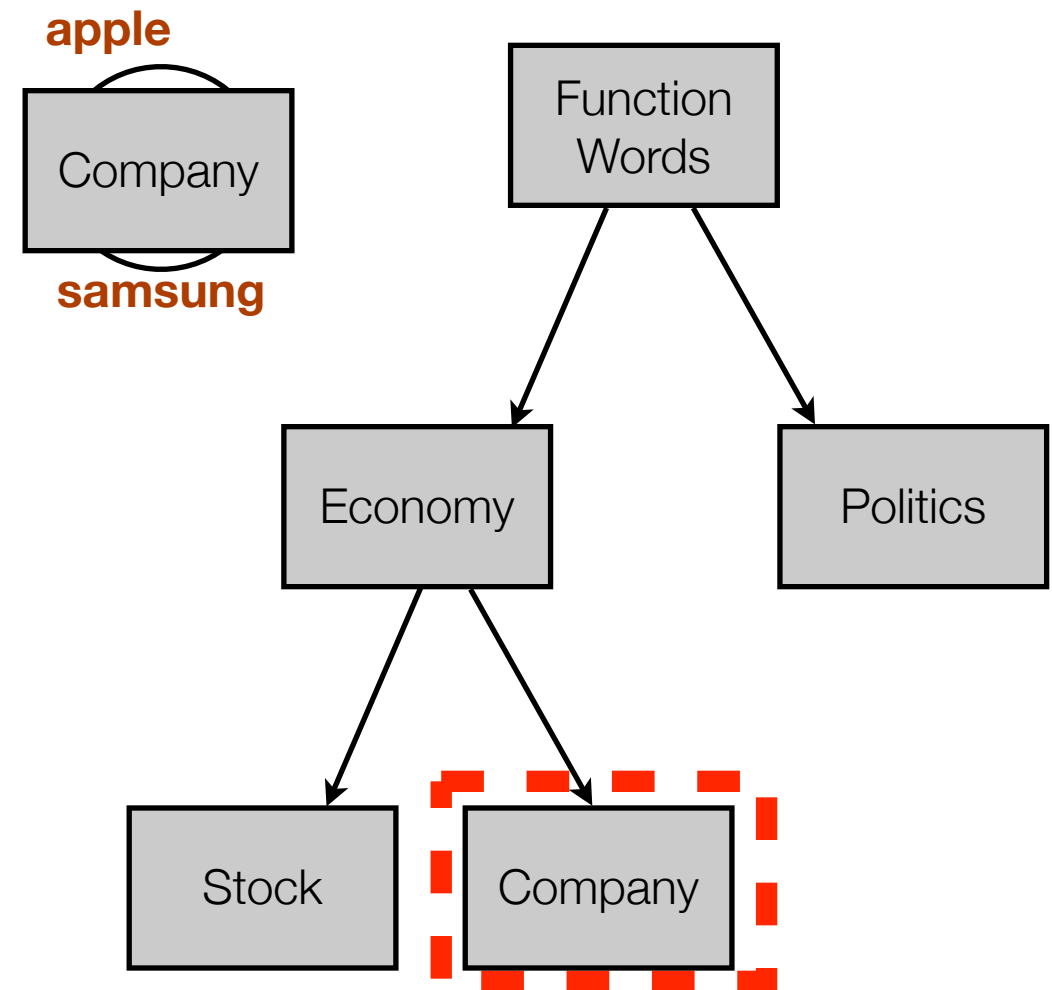 apple
Company
samsung
Function
Words
Economy
Politics
Stock
Company